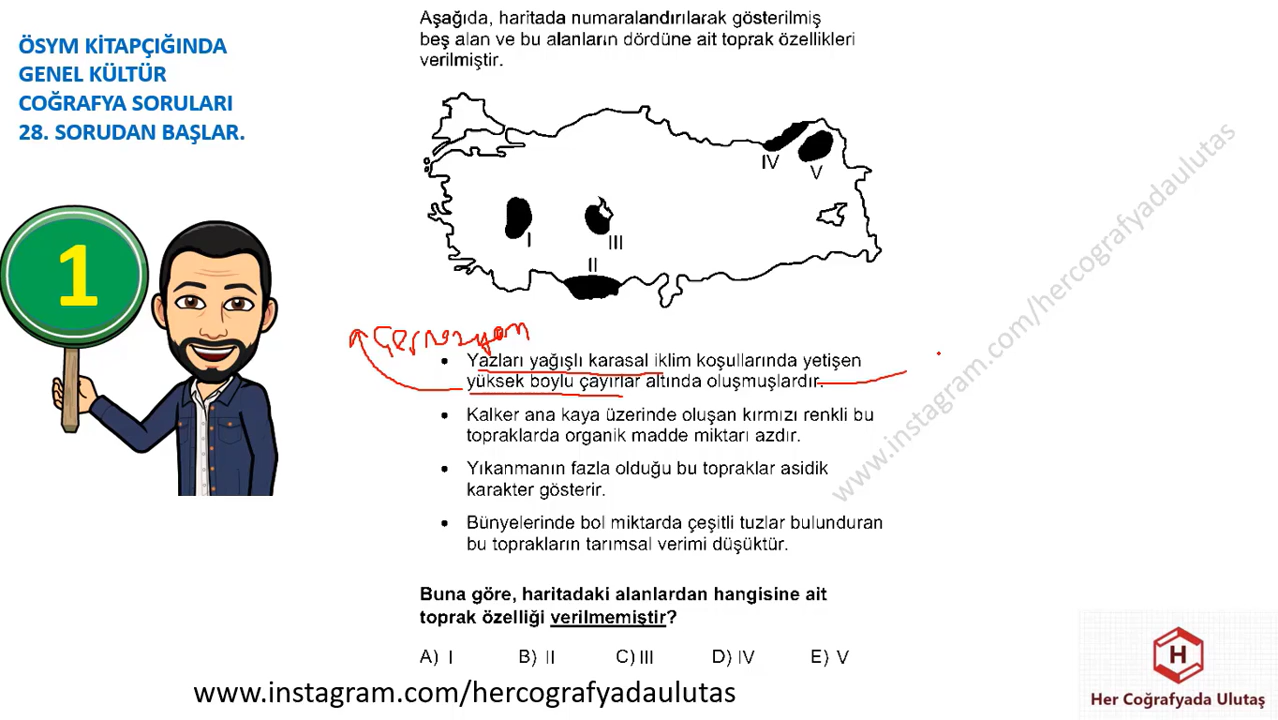 ÖSYM KİTAPÇIĞINDA
GENEL KÜLTÜR
COĞRAFYA SORULARI
28. SORUDAN BAŞLAR.
1
Aşağıda, haritada numaralandırılarak gösterilmiş
beş alan ve bu alanların dördüne ait toprak özellikleri
verilmiştir.
IV
V
I
III
II
Çernezyom
• Yazları yağışlı karasal iklim koşullarında yetişen
yüksek boylu çayırlar altında oluşmuşlardır.
• Kalker ana kaya üzerinde oluşan kırmızı renkli bu
topraklarda organik madde miktarı azdır.
• Yıkanmanın fazla olduğu bu topraklar asidik
karakter gösterir.
• Bünyelerinde bol miktarda çeşitli tuzlar bulunduran
bu toprakların tarımsal verimi düşüktür.
Buna göre, haritadaki alanlardan hangisine ait
toprak özelliği verilmemiştir?
A) I B) II C) III D) IV E) V
www.instagram.com/hercografyadaulutas
www.instagram.com/hercografyadaulutas
H
Her Coğrafyada Ulutaş